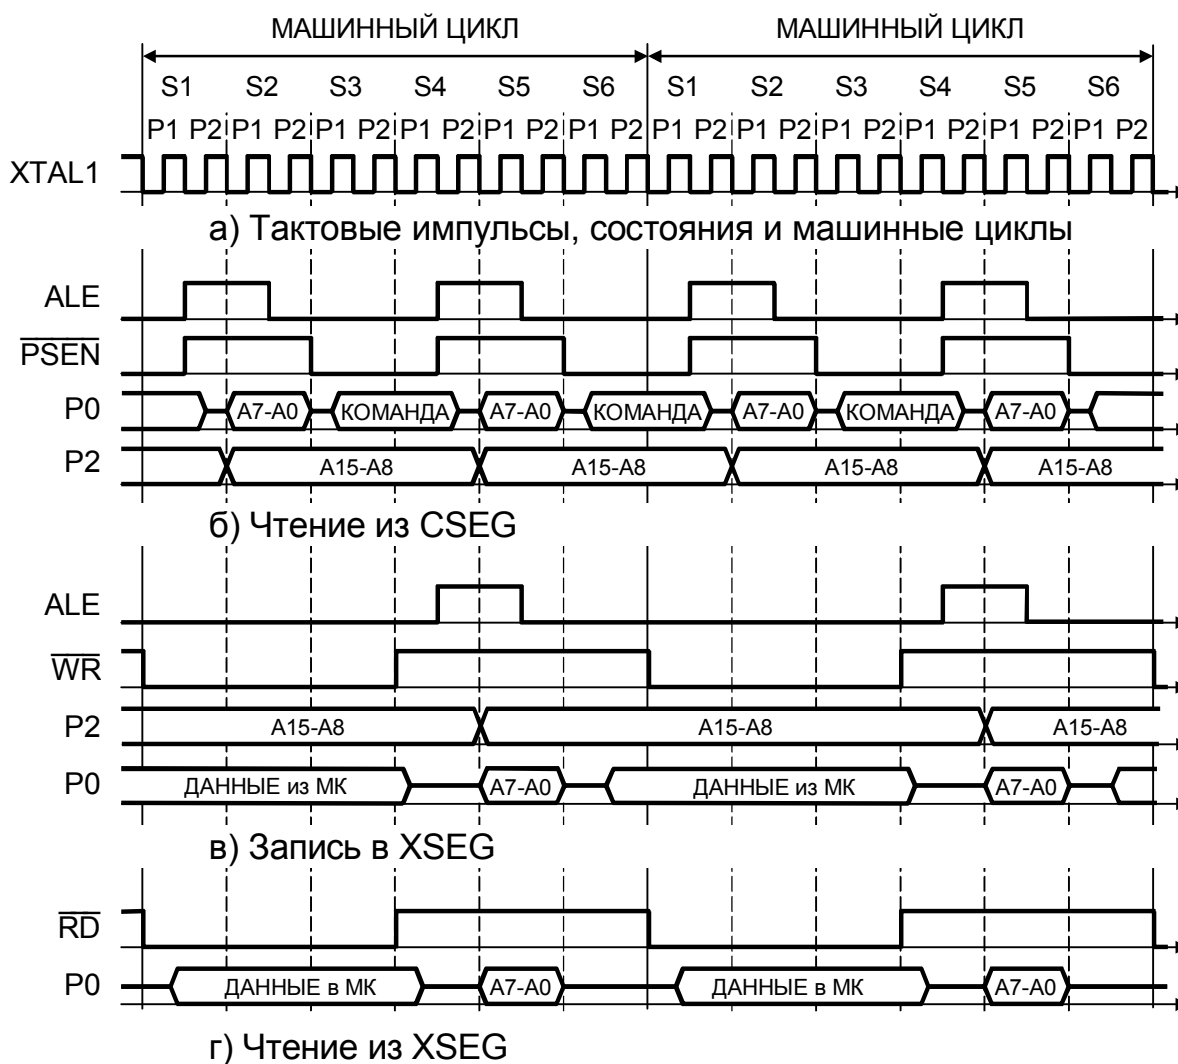 МАШИННЫЙ ЦИКЛ МАШИННЫЙ ЦИКЛ
S1 S2 S3 S4 S5 S6 S1 S2 S3 S4 S5 S6
P1 P2 P1 P2 P1 P2 P1 P2 P1 P2 P1 P2 P1 P2 P1 P2 P1 P2 P1 P2 P1 P2 P1 P2
XTAL1
а) Тактовые импульсы, состояния и машинные циклы
ALE
PSEN
P0 A7-A0 КОМАНДА A7-A0 КОМАНДА A7-A0 КОМАНДА A7-A0
P2 A15-A8 A15-A8 A15-A8 A15-A8
б) Чтение из CSEG
ALE
WR
P2 A15-A8 A15-A8 A15-A8
P0 ДАННЫЕ из МК A7-A0 ДАННЫЕ из МК A7-A0
в) Запись в XSEG
RD
P0 ДАННЫЕ в МК A7-A0 ДАННЫЕ в МК A7-A0
г) Чтение из XSEG